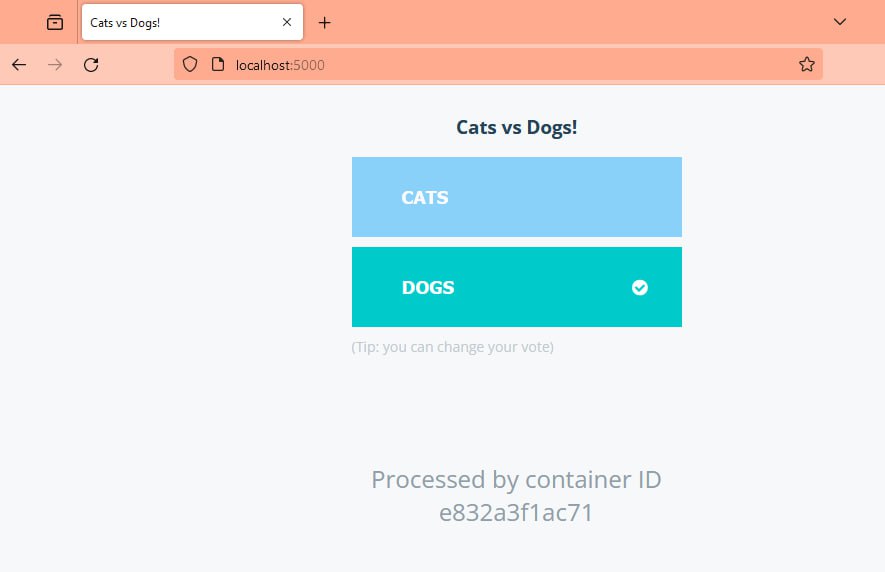 Cats vs Dogs!
localhost:5000
Cats vs Dogs!
CATS
DOGS
(Tip: you can change your vote)
Processed by container ID
e832a3f1ac71